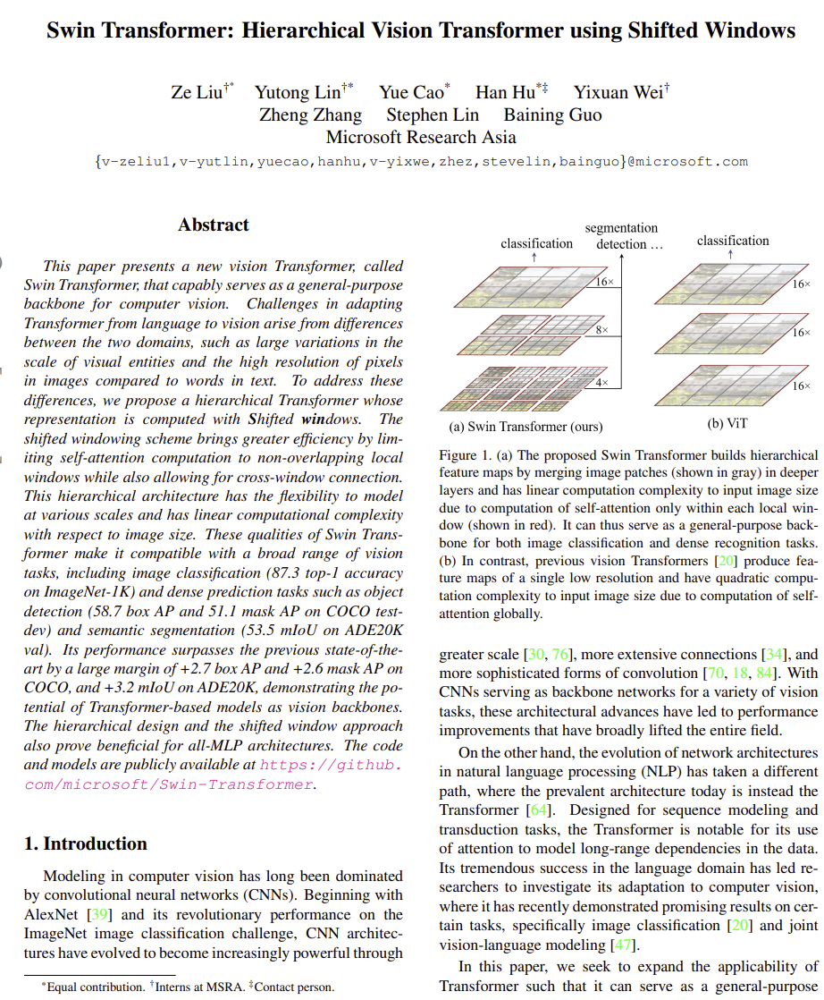 Swin Transformer: Hierarchical Vision Transformer using Shifted Windows
Ze Liu†* Yutong Lin†* Yue Cao* Han Hu*‡ Yixuan Wei†
Zheng Zhang Stephen Lin Baining Guo
Microsoft Research Asia
{v-zeliu1,v-yutlin,yuecao,hanhu,v-yixwe,zhez,stevelin,bainguo}@microsoft.com
Abstract
This paper presents a new vision Transformer, called
Swin Transformer, that capably serves as a general-purpose
backbone for computer vision. Challenges in adapting
Transformer from language to vision arise from differences
between the two domains, such as large variations in the
scale of visual entities and the high resolution of pixels
in images compared to words in text. To address these
differences, we propose a hierarchical Transformer whose
representation is computed with Shifted windows. The
shifted windowing scheme brings greater efficiency by lim-
iting self-attention computation to non-overlapping local
windows while also allowing for cross-window connection.
This hierarchical architecture has the flexibility to model
at various scales and has linear computational complexity
with respect to image size. These qualities of Swin Trans-
former make it compatible with a broad range of vision
tasks, including image classification (87.3 top-1 accuracy
on ImageNet-1K) and dense prediction tasks such as object
detection (58.7 box AP and 51.1 mask AP on COCO test-
dev) and semantic segmentation (53.5 mIoU on ADE20K
val). Its performance surpasses the previous state-of-the-
art by a large margin of +2.7 box AP and +2.6 mask AP on
COCO, and +3.2 mIoU on ADE20K, demonstrating the po-
tential of Transformer-based models as vision backbones.
The hierarchical design and the shifted window approach
also prove beneficial for all-MLP architectures. The code
and models are publicly available at https://github.
com/microsoft/Swin-Transformer.
1. Introduction
Modeling in computer vision has long been dominated
by convolutional neural networks (CNNs). Beginning with
AlexNet [39] and its revolutionary performance on the
ImageNet image classification challenge, CNN architec-
tures have evolved to become increasingly powerful through
*Equal contribution. †Interns at MSRA. ‡Contact person.
segmentation
classification detection ... classification
16× 16×
8× 16×
4× 16×
(a) Swin Transformer (ours) (b) ViT
Figure 1. (a) The proposed Swin Transformer builds hierarchical
feature maps by merging image patches (shown in gray) in deeper
layers and has linear computation complexity to input image size
due to computation of self-attention only within each local win-
dow (shown in red). It can thus serve as a general-purpose back-
bone for both image classification and dense recognition tasks.
(b) In contrast, previous vision Transformers [20] produce fea-
ture maps of a single low resolution and have quadratic compu-
tation complexity to input image size due to computation of self-
attention globally.
greater scale [30, 76], more extensive connections [34], and
more sophisticated forms of convolution [70, 18, 84]. With
CNNs serving as backbone networks for a variety of vision
tasks, these architectural advances have led to performance
improvements that have broadly lifted the entire field.
On the other hand, the evolution of network architectures
in natural language processing (NLP) has taken a different
path, where the prevalent architecture today is instead the
Transformer [64]. Designed for sequence modeling and
transduction tasks, the Transformer is notable for its use
of attention to model long-range dependencies in the data.
Its tremendous success in the language domain has led re-
searchers to investigate its adaptation to computer vision,
where it has recently demonstrated promising results on cer-
tain tasks, specifically image classification [20] and joint
vision-language modeling [47].
In this paper, we seek to expand the applicability of
Transformer such that it can serve as a general-purpose